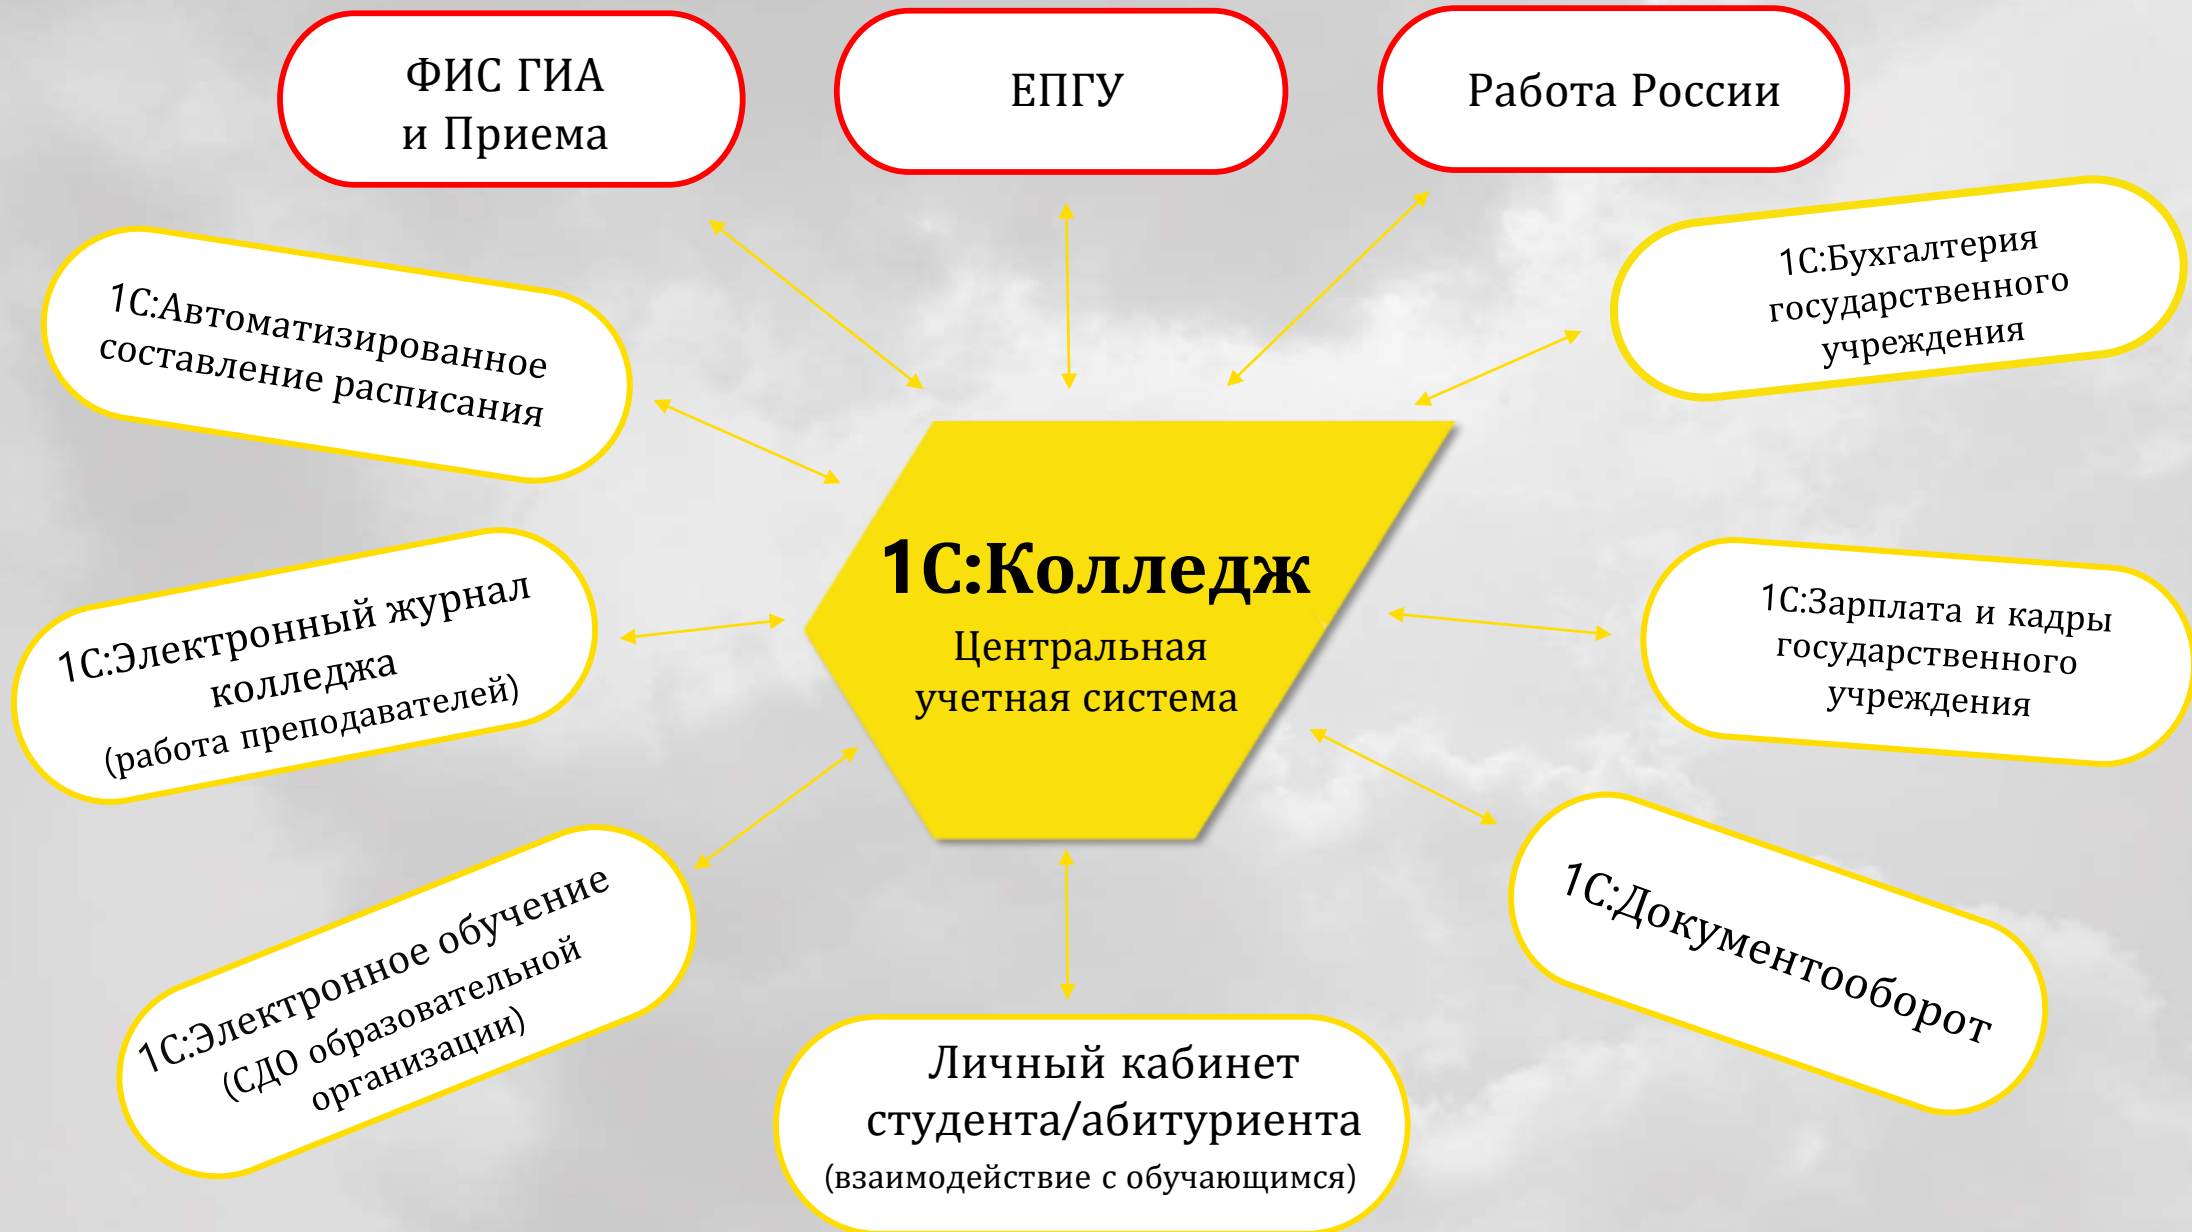 ФИС ГИА
и Приема
ЕПГУ
Работа России
1С:Бухгалтерия
государственного
учреждения
1С:Автоматизированное
составление расписания
1С:Колледж
Центральная
учетная система
1С:Электронный журнал
колледжа
(работа преподавателей)
1С:Зарплата и кадры
государственного
учреждения
1С:Электронное обучение
(СДО образовательной
организации)
1С:Документооборот
Личный кабинет
студента/абитуриента
(взаимодействие с обучающимся)